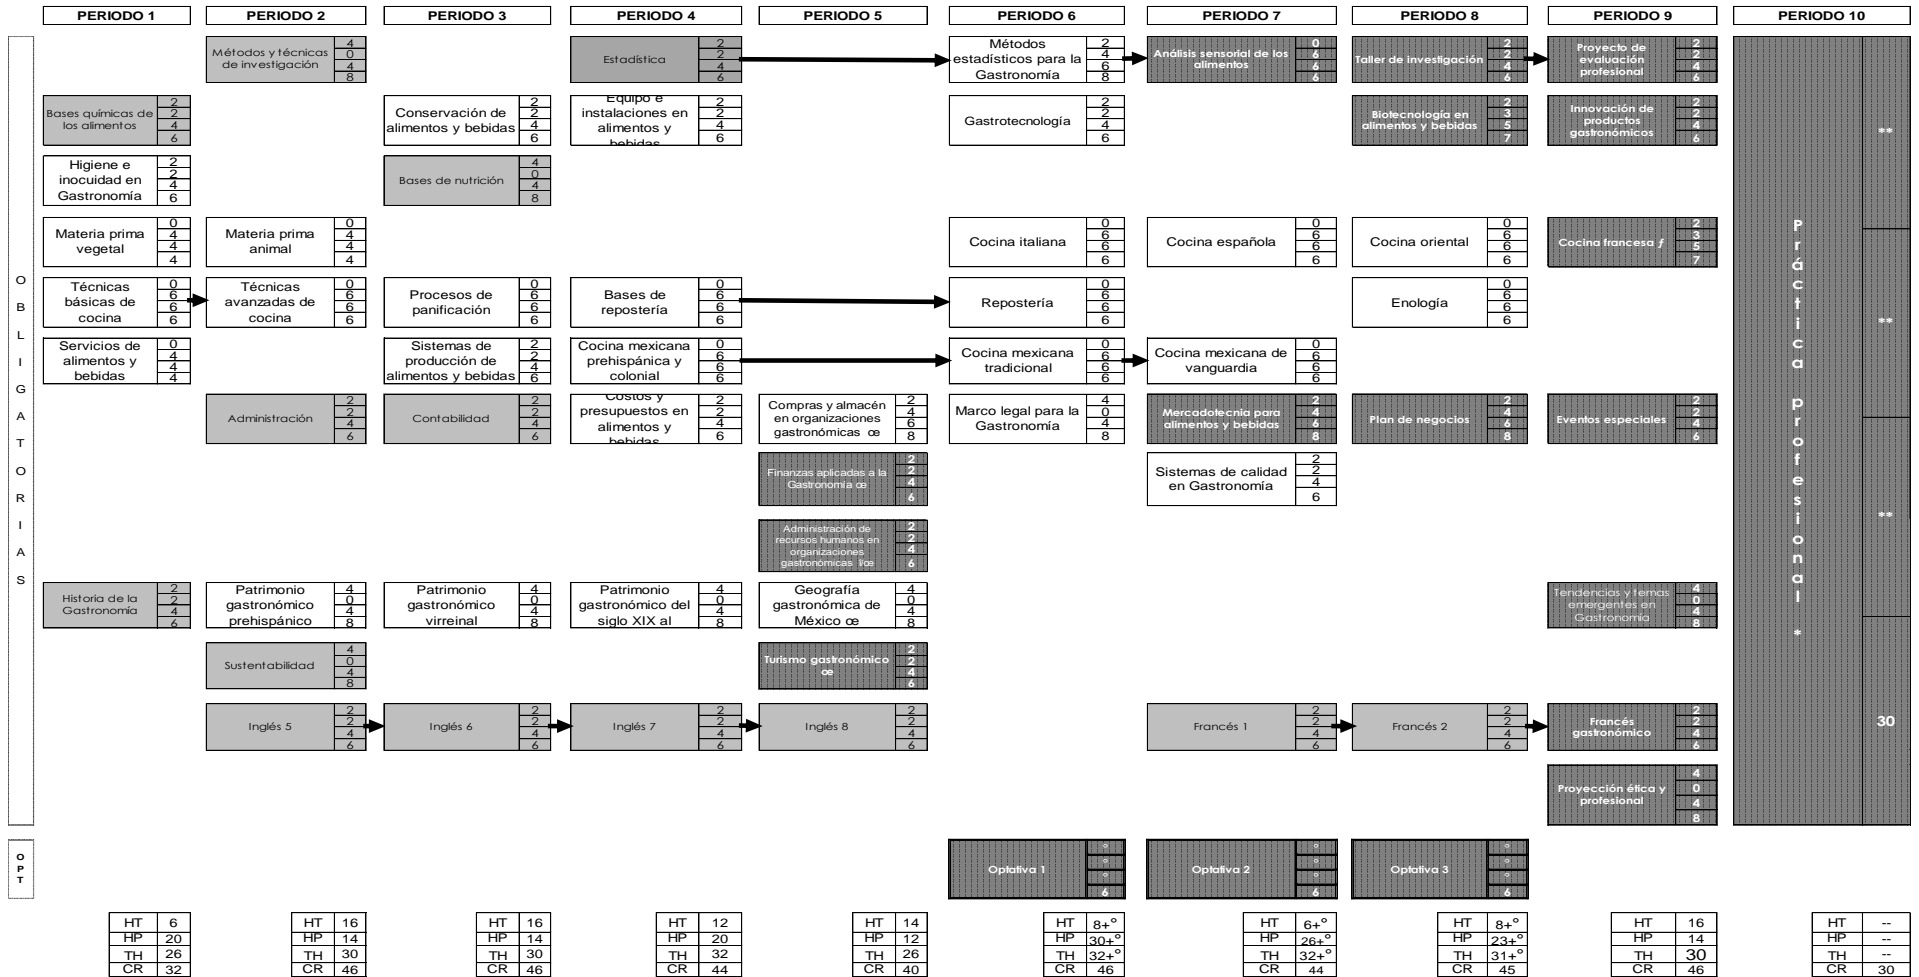 PERIODO 1
PERIODO 2
PERIODO 3
PERIODO 4
PERIODO 5
PERIODO 6
PERIODO 7
PERIODO 8
PERIODO 9
PERIODO 10
OBLIGATORIAS
Métodos y técnicas
de investigación
4
0
4
8
Estadística
2
2
4
6
Métodos
estadísticos para la
Gastronomía
2
4
6
8
Análisis sensorial de los
alimentos
0
6
6
6
Taller de investigación
2
2
4
6
Proyecto de
evaluación
profesional
2
2
4
6
Bases químicas de
los alimentos
2
2
4
6
Conservación de
alimentos y bebidas
2
2
4
6
Equipo e
instalaciones en
alimentos y
bebidas
2
2
4
6
Gastrotecnología
2
2
4
6
Biotecnología en
alimentos y bebidas
2
3
5
7
Innovación de
productos
gastronómicos
2
2
4
6
Higiene e
inocuidad en
Gastronomía
2
2
4
6
Bases de nutrición
4
0
4
8
Materia prima
vegetal
0
4
4
4
Materia prima
animal
0
4
4
4
Cocina italiana
0
6
6
6
Cocina española
0
6
6
6
Cocina oriental
0
6
6
6
Cocina francesa ƒ
2
3
5
7
Técnicas
básicas de
cocina
0
6
6
6
Técnicas
avanzadas de
cocina
0
6
6
6
Procesos de
panificación
0
6
6
6
Bases de
repostería
0
6
6
6
Repostería
0
6
6
6
Enología
0
6
6
6
Servicios de
alimentos y
bebidas
0
4
4
4
Sistemas de
producción de
alimentos y bebidas
2
2
4
6
Cocina mexicana
prehispánica y
colonial
0
6
6
6
Cocina mexicana
tradicional
0
6
6
6
Cocina mexicana de
vanguardia
0
6
6
6
Administración
2
2
4
6
Contabilidad
2
2
4
6
Costos y
presupuestos en
alimentos y
bebidas
2
2
4
6
Compras y almacén
en organizaciones
gastronómicas œ
2
4
6
8
Marco legal para la
Gastronomía
4
0
4
8
Mercadotecnia para
alimentos y bebidas
2
4
6
8
Plan de negocios
2
4
6
8
Eventos especiales
2
2
4
6
Finanzas aplicadas a la
Gastronomía œ
2
2
4
6
Sistemas de calidad
en Gastronomía
2
2
4
6
Administración de
recursos humanos en
organizaciones
gastronómicas
2
2
4
6
Historia de la
Gastronomía
2
2
4
6
Patrimonio
gastronómico
prehispánico
4
0
4
8
Patrimonio
gastronómico
virreinal
4
0
4
8
Patrimonio
gastronómico del
siglo XIX al
4
0
4
8
Geografía
gastronómica de
México œ
4
0
4
8
Tendencias y temas
emergentes en
Gastronomía
4
0
4
8
Sustentabilidad
4
0
4
8
Turismo gastronómico
œ
2
2
4
6
Inglés 5
2
2
4
6
Inglés 6
2
2
4
6
Inglés 7
2
2
4
6
Inglés 8
2
2
4
6
Francés 1
2
2
4
6
Francés 2
2
2
4
6
Francés
gastronómico
2
2
4
6
Proyección ética y
profesional
4
0
4
8
Práctica profesional *
**
**
**
30
OPT
Optativa 1
°
°
°
6
Optativa 2
°
°
°
6
Optativa 3
°
°
°
6
HT 6
HP 20
TH 26
CR 32
HT 16
HP 14
TH 30
CR 46
HT 16
HP 14
TH 30
CR 46
HT 12
HP 20
TH 32
CR 44
HT 14
HP 12
TH 26
CR 40
HT 8+°
HP 30+°
TH 32+°
CR 46
HT 6+°
HP 26+°
TH 32+°
CR 44
HT 8+°
HP 23+°
TH 31+°
CR 45
HT 16
HP 14
TH 30
CR 46
HT --
HP --
TH --
CR 30